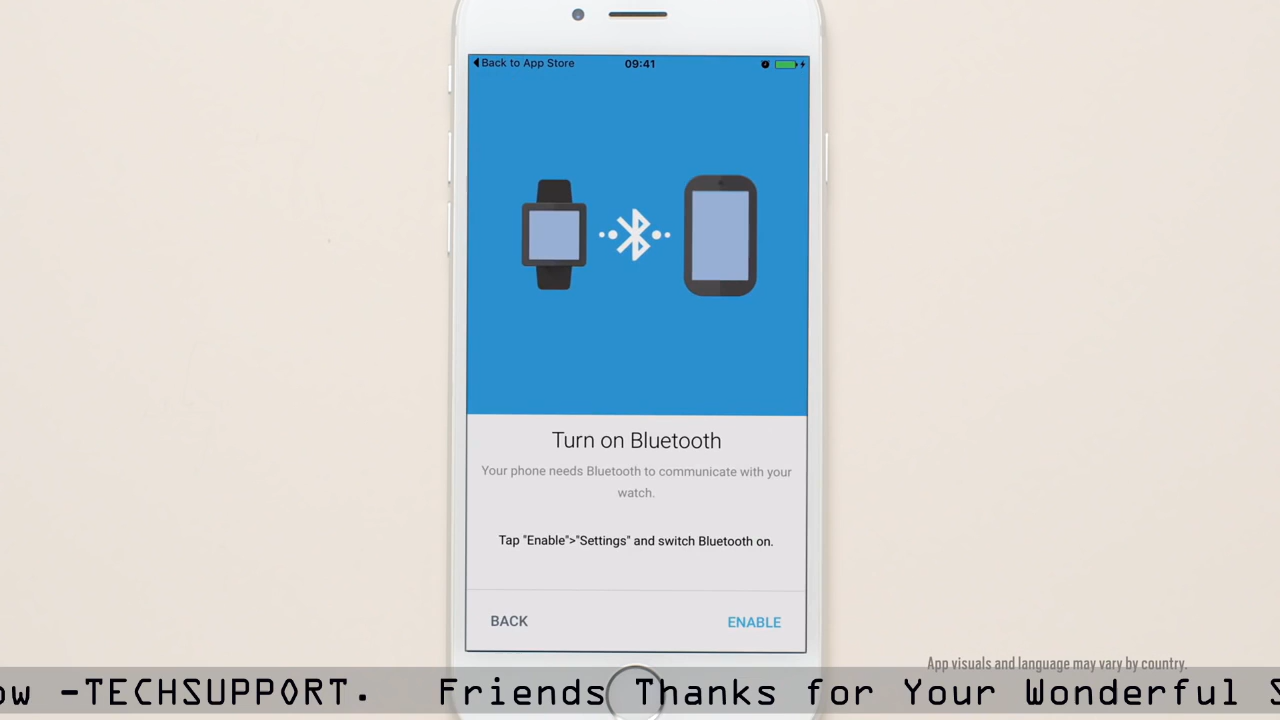 Back to App Store
09:41
Turn on Bluetooth
Your phone needs Bluetooth to communicate with your
watch.
Tap "Enable">"Settings" and switch Bluetooth on.
BACK
ENABLE
App visuals and language may vary by country.
-TECHSUPPORT. Friends Thanks for Your Wonderful